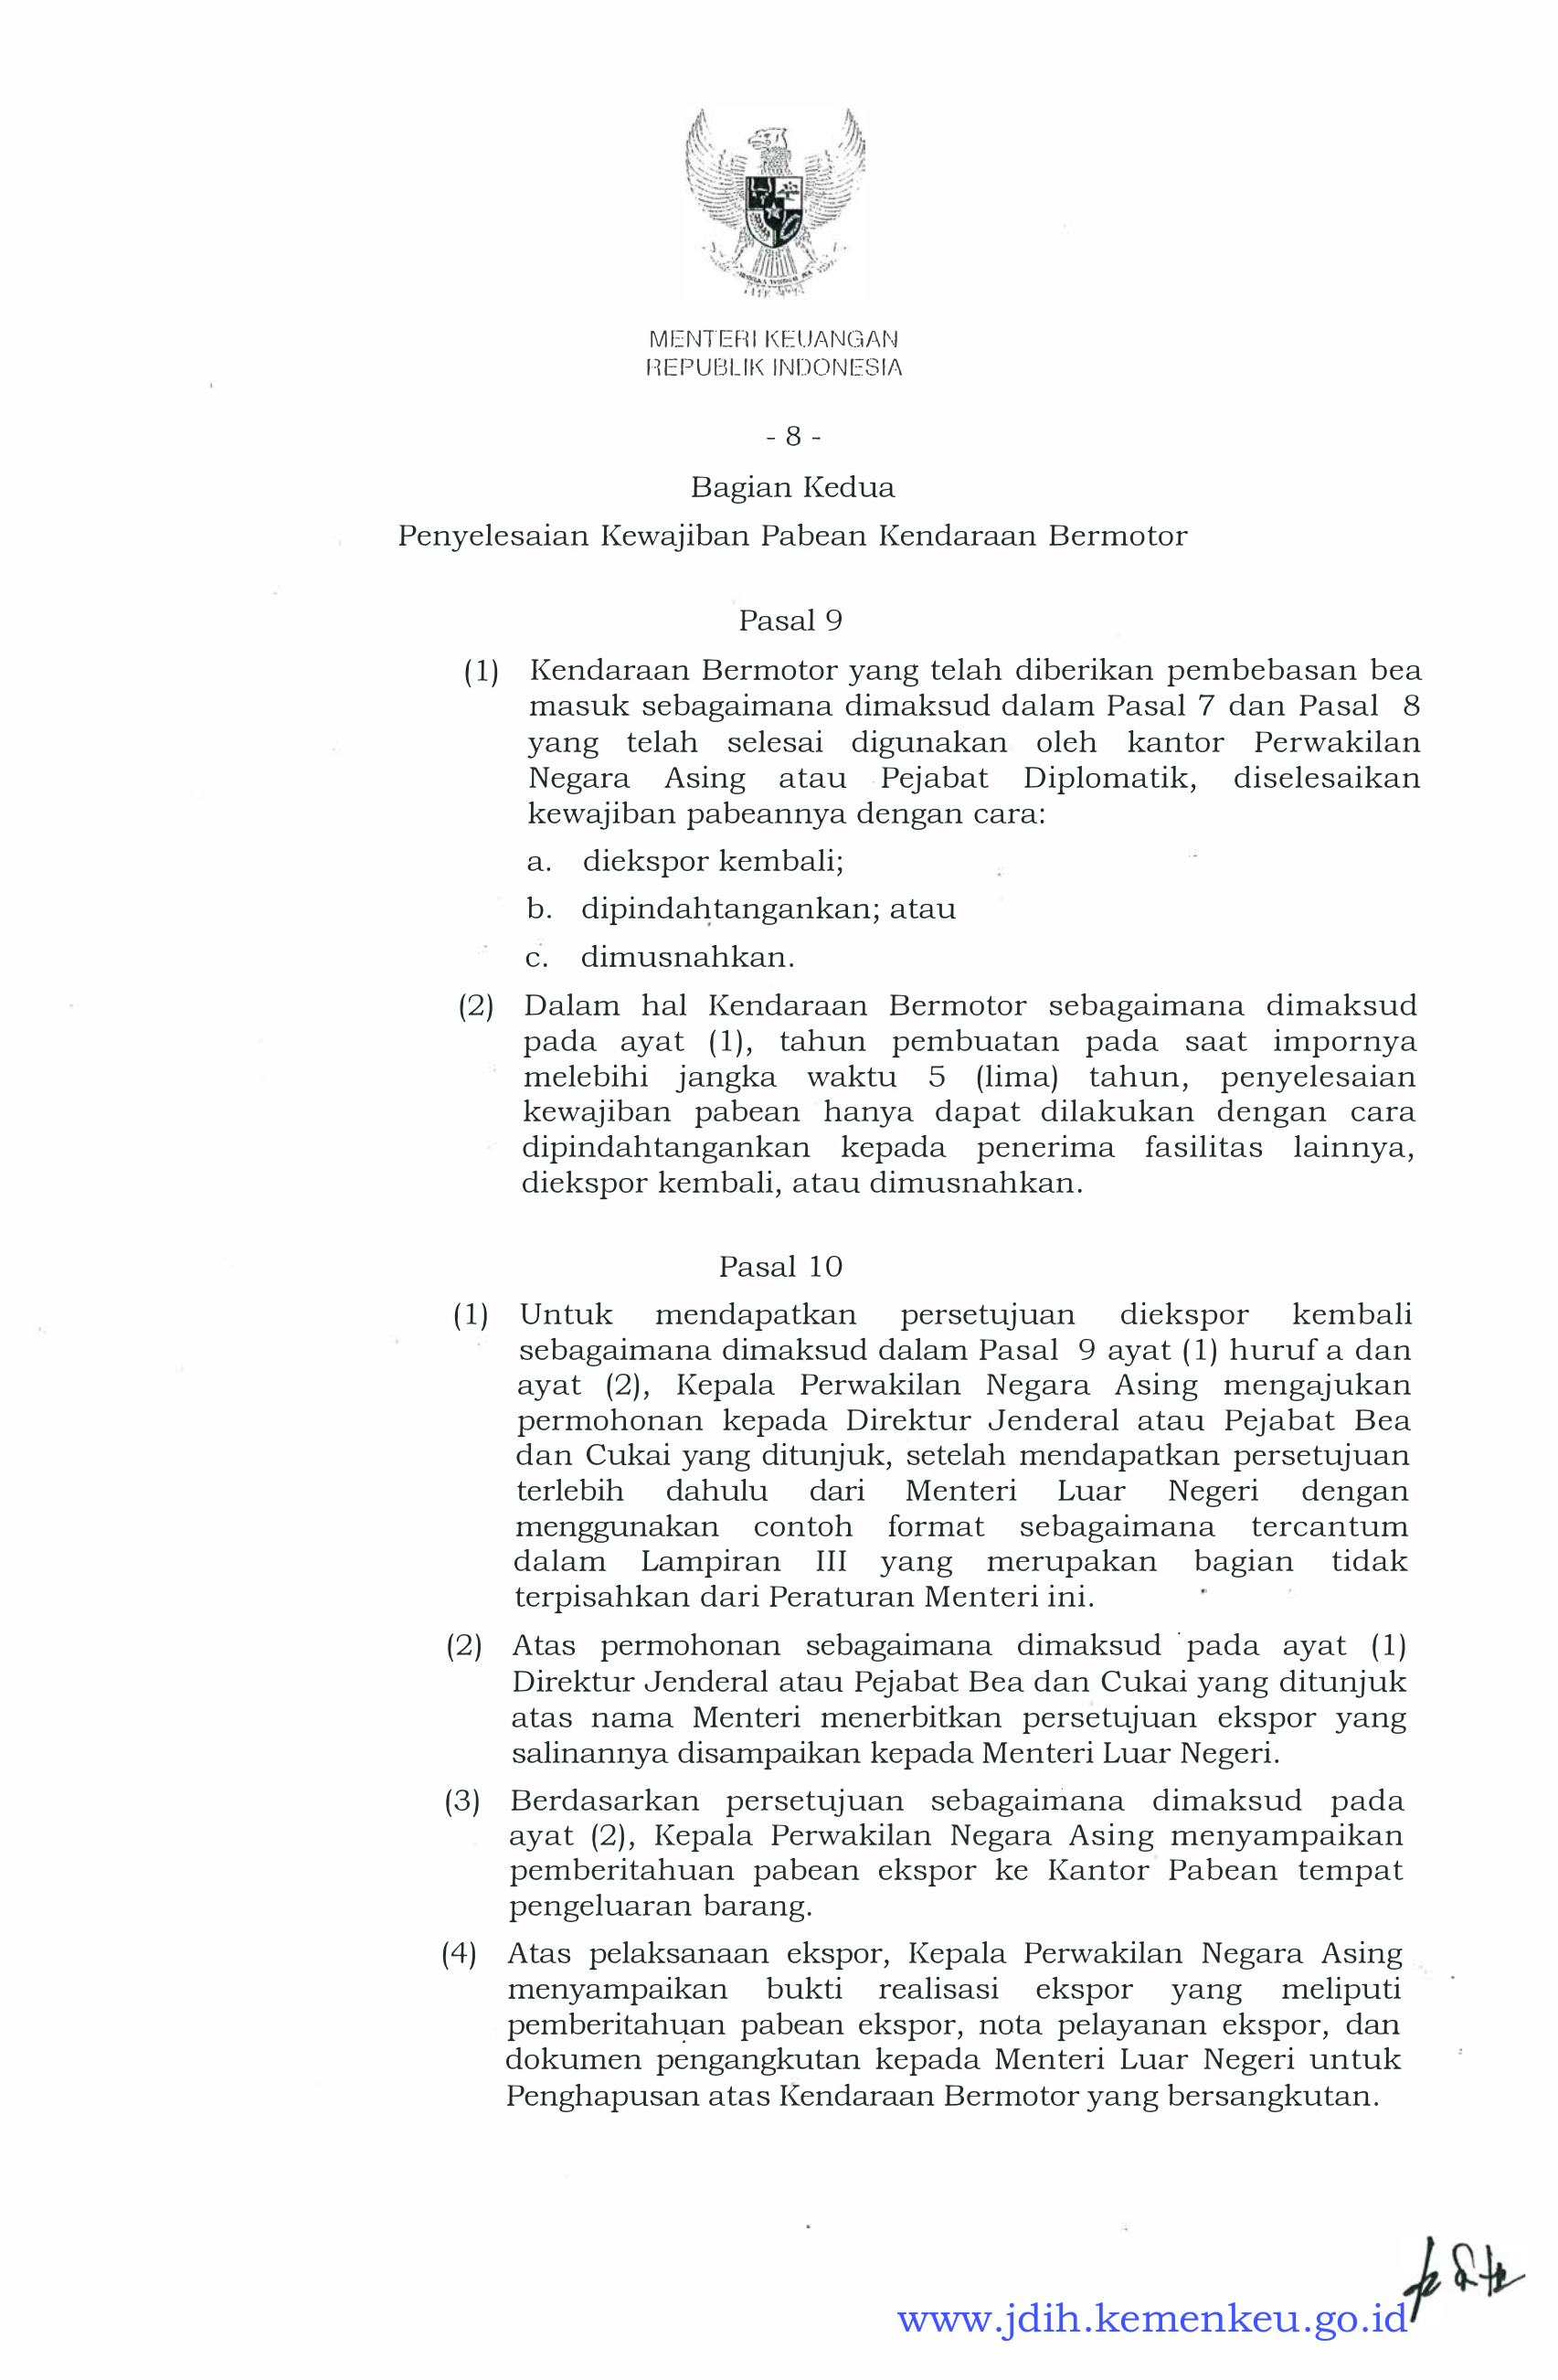 MENTERI KEUANGAN
REPUBLIK INDONESIA
- 8 -
Bagian Kedua
Penyelesaian Kewajiban Pabean Kendaraan Bermotor
Pasal 9
(1) Kendaraan Bermotor yang telah diberikan pembebasan bea
masuk sebagaimana dimaksud dalam Pasal 7 dan Pasal 8
yang telah selesai digunakan oleh kantor Perwakilan
Negara Asing atau Pejabat Diplomatik, diselesaikan
kewajiban pabeannya dengan cara:
a. diekspor kembali;
b. dipindahtangankan; atau
c. dimusnahkan.
(2) Dalam hal Kendaraan Bermotor sebagaimana dimaksud
pada ayat (1), tahun pembuatan pada saat impornya
melebihi jangka waktu 5 (lima) tahun, penyelesaian
kewajiban pabean hanya dapat dilakukan dengan cara
dipindahtangankan kepada penerima fasilitas lainnya,
diekspor kembali, atau dimusnahkan.
Pasal 10
(1) Untuk mendapatkan persetujuan diekspor kembali
sebagaimana dimaksud dalam Pasal 9 ayat (1) huruf a dan
ayat (2), Kepala Perwakilan Negara Asing mengajukan
permohonan kepada Direktur Jenderal atau Pejabat Bea
dan Cukai yang ditunjuk, setelah mendapatkan persetujuan
terlebih dahulu dari Menteri Luar Negeri dengan
menggunakan contoh format sebagaimana tercantum
dalam Lampiran III yang merupakan bagian tidak
terpisahkan dari Peraturan Menteri ini.
(2) Atas permohonan sebagaimana dimaksud pada ayat (1)
Direktur Jenderal atau Pejabat Bea dan Cukai yang ditunjuk
atas nama Menteri menerbitkan persetujuan ekspor yang
salinannya disampaikan kepada Menteri Luar Negeri.
(3) Berdasarkan persetujuan sebagaimana dimaksud pada
ayat (2), Kepala Perwakilan Negara Asing menyampaikan
pemberitahuan pabean ekspor ke Kantor Pabean tempat
pengeluaran barang.
(4) Atas pelaksanaan ekspor, Kepala Perwakilan Negara Asing
menyampaikan bukti realisasi ekspor yang meliputi
pemberitahuan pabean ekspor, nota pelayanan ekspor, dan
dokumen pengangkutan kepada Menteri Luar Negeri untuk
Penghapusan atas Kendaraan Bermotor yang bersangkutan.
www.jdih.kemenkeu.go.id